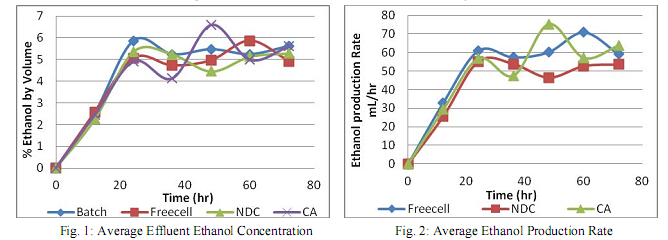 % Ethanol by Volume
7
6
5
4
3
2
1
0
0
20
40
60
80
Time (hr)
Batch
Freecell
NDC
CA
Fig. 1: Average Effluent Ethanol Concentration
Ethanol production Rate
mL/hr
80
70
60
50
40
30
20
10
0
0
20
40
60
80
Time (hr)
Freecell
NDC
CA
Fig. 2: Average Ethanol Production Rate